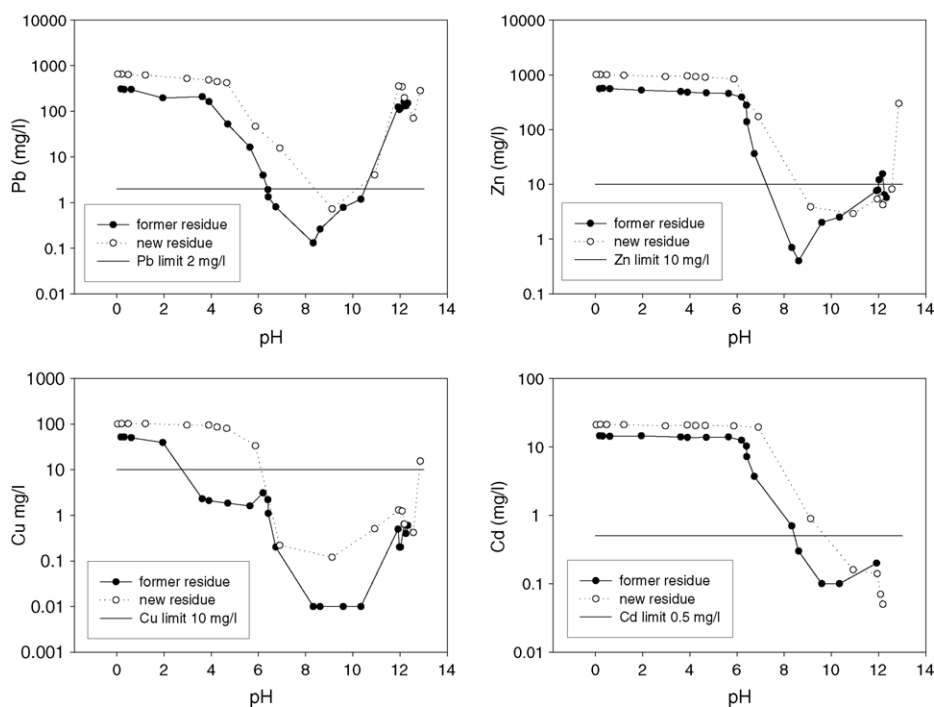 10000
1000
100
10
1
0.1
0.01
Pb (mg/l)
former residue
new residue
Pb limit 2 mg/l
0 2 4 6 8 10 12 14
pH
10000
1000
100
10
1
0.1
Zn (mg/l)
former residue
new residue
Zn limit 10 mg/l
0 2 4 6 8 10 12 14
pH
1000
100
10
1
0.1
0.01
0.001
Cu mg/l
former residue
new residue
Cu limit 10 mg/l
0 2 4 6 8 10 12 14
pH
100
10
1
0.1
0.01
Cd (mg/l)
former residue
new residue
Cd limit 0.5 mg/l
0 2 4 6 8 10 12 14
pH